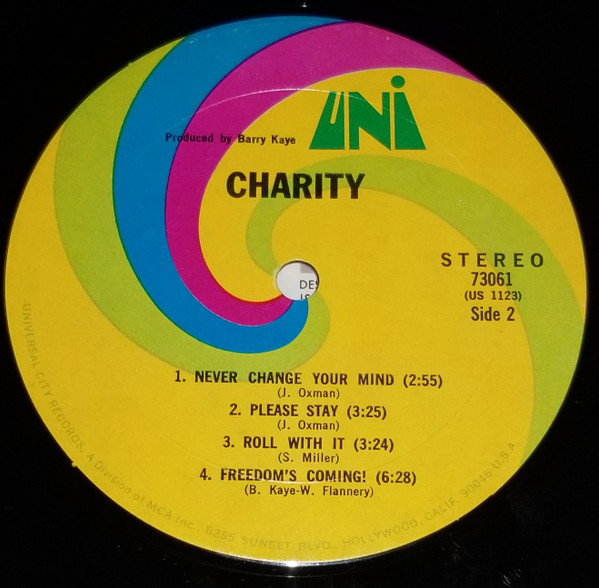 UNI
Produced by Barry Kaye
CHARITY
STEREO
73061
(US 1123)
Side 2
DES
1. NEVER CHANGE YOUR MIND (2:55)
(J. Oxman)
2. PLEASE STAY (3:25)
(J. Oxman)
3. ROLL WITH IT (3:24)
(S. Miller)
4. FREEDOM'S COMING! (6:28)
(B. Kaye-W. Flannery)
UNIVERSAL CITY RECORDS, A Division of MCA Inc., 8255 SUNSET BLVD., HOLLYWOOD, CALIF. 90046 U.S.A.